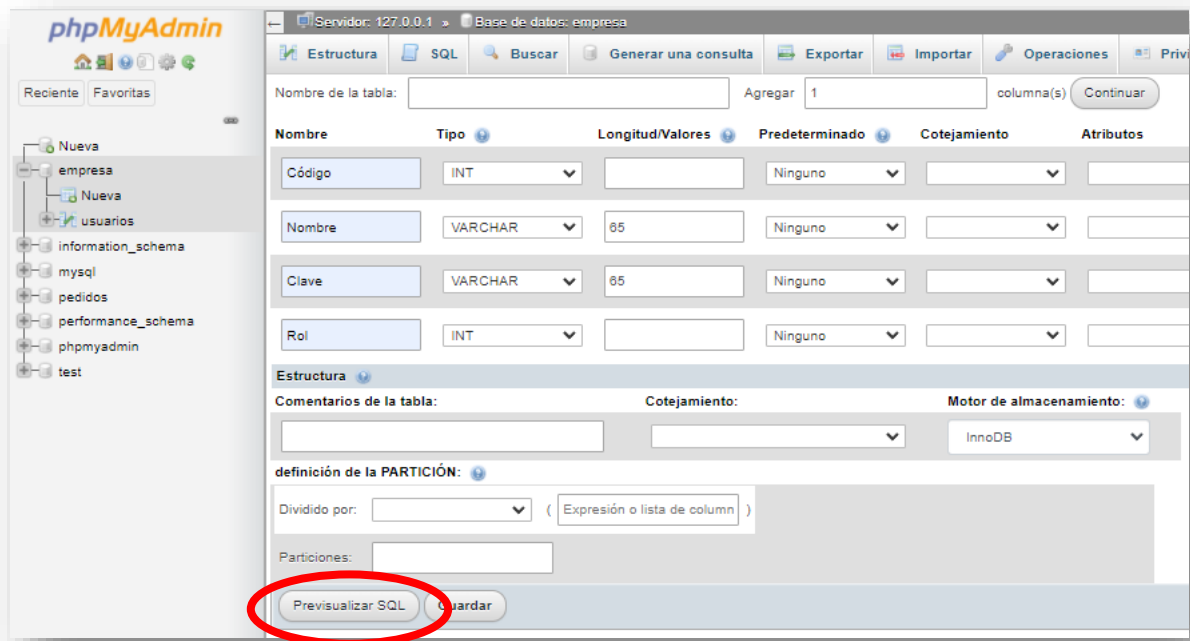 phpMyAdmin
Reciente Favoritas
Nueva
empresa
Nueva
usuarios
information_schema
mysql
pedidos
performance_schema
phpmyadmin
test
← Servidor: 127.0.0.1 » Base de datos: empresa
Estructura SQL Buscar Generar una consulta Exportar Importar Operaciones Privi
Nombre de la tabla: Agregar 1 columna(s) Continuar
Nombre Tipo Longitud/Valores Predeterminado Cotejamiento Atributos
Código INT Ninguno
Nombre VARCHAR 65 Ninguno
Clave VARCHAR 65 Ninguno
Rol INT Ninguno
Estructura
Comentarios de la tabla: Cotejamiento: Motor de almacenamiento:
InnoDB
definición de la PARTICIÓN:
Dividido por: ( Expresión o lista de column )
Particiones:
Previsualizar SQL Guardar